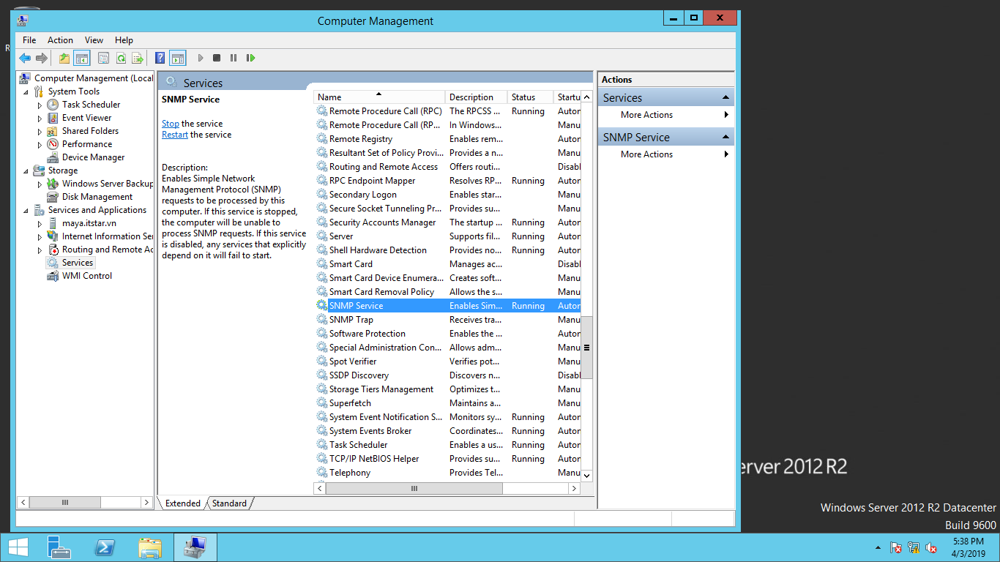 R
Computer Management
File Action View Help
Computer Management (Local
System Tools
Task Scheduler
Event Viewer
Shared Folders
Performance
Device Manager
Storage
Windows Server Backup
Disk Management
Services and Applications
maya.itstar.vn
Internet Information Ser
Routing and Remote Ac
Services
WMI Control
Services
SNMP Service
Stop the service
Restart the service
Description:
Enables Simple Network
Management Protocol (SNMP)
requests to be processed by this
computer. If this service is stopped,
the computer will be unable to
process SNMP requests. If this service
is disabled, any services that explicitly
depend on it will fail to start.
Name Description Status Startu
Remote Procedure Call (RPC) The RPCSS ... Running Autor
Remote Procedure Call (RP... In Windows... Manu
Remote Registry Enables rem... Autor
Resultant Set of Policy Provi... Provides a n... Manu
Routing and Remote Access Offers routi... Disabl
RPC Endpoint Mapper Resolves RP... Running Autor
Secondary Logon Enables star... Manu
Secure Socket Tunneling Pr... Provides su... Manu
Security Accounts Manager The startup ... Running Autor
Server Supports fil... Running Autor
Shell Hardware Detection Provides no... Running Autor
Smart Card Manages ac... Disabl
Smart Card Device Enumera... Creates soft... Manu
Smart Card Removal Policy Allows the s... Manu
SNMP Service Enables Sim... Running Autor
SNMP Trap Receives tra... Manu
Software Protection Enables the ... Autor
Special Administration Con... Allows adm... Manu
Spot Verifier Verifies pot... Manu
SSDP Discovery Discovers n... Disabl
Storage Tiers Management Optimizes t... Manu
Superfetch Maintains a... Manu
System Event Notification S... Monitors sy... Running Autor
System Events Broker Coordinates... Running Autor
Task Scheduler Enables a us... Running Autor
TCP/IP NetBIOS Helper Provides su... Running Autor
Telephony Provides Tel... Manu
Extended Standard
Actions
Services
More Actions
SNMP Service
More Actions
erver 2012 R2
Windows Server 2012 R2 Datacenter
Build 9600
5:38 PM
4/3/2019